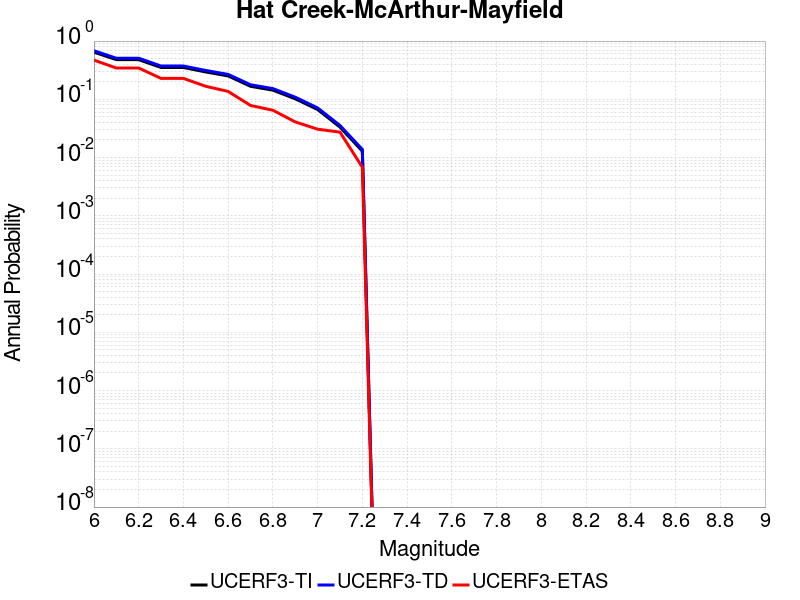 Hat Creek-McArthur-Mayfield
10^0
10^-1
10^-2
10^-3
10^-4
10^-5
10^-6
10^-7
10^-8
Annual Probability
6 6.2 6.4 6.6 6.8 7 7.2 7.4 7.6 7.8 8 8.2 8.4 8.6 8.8 9
Magnitude
UCERF3-TI UCERF3-TD UCERF3-ETAS